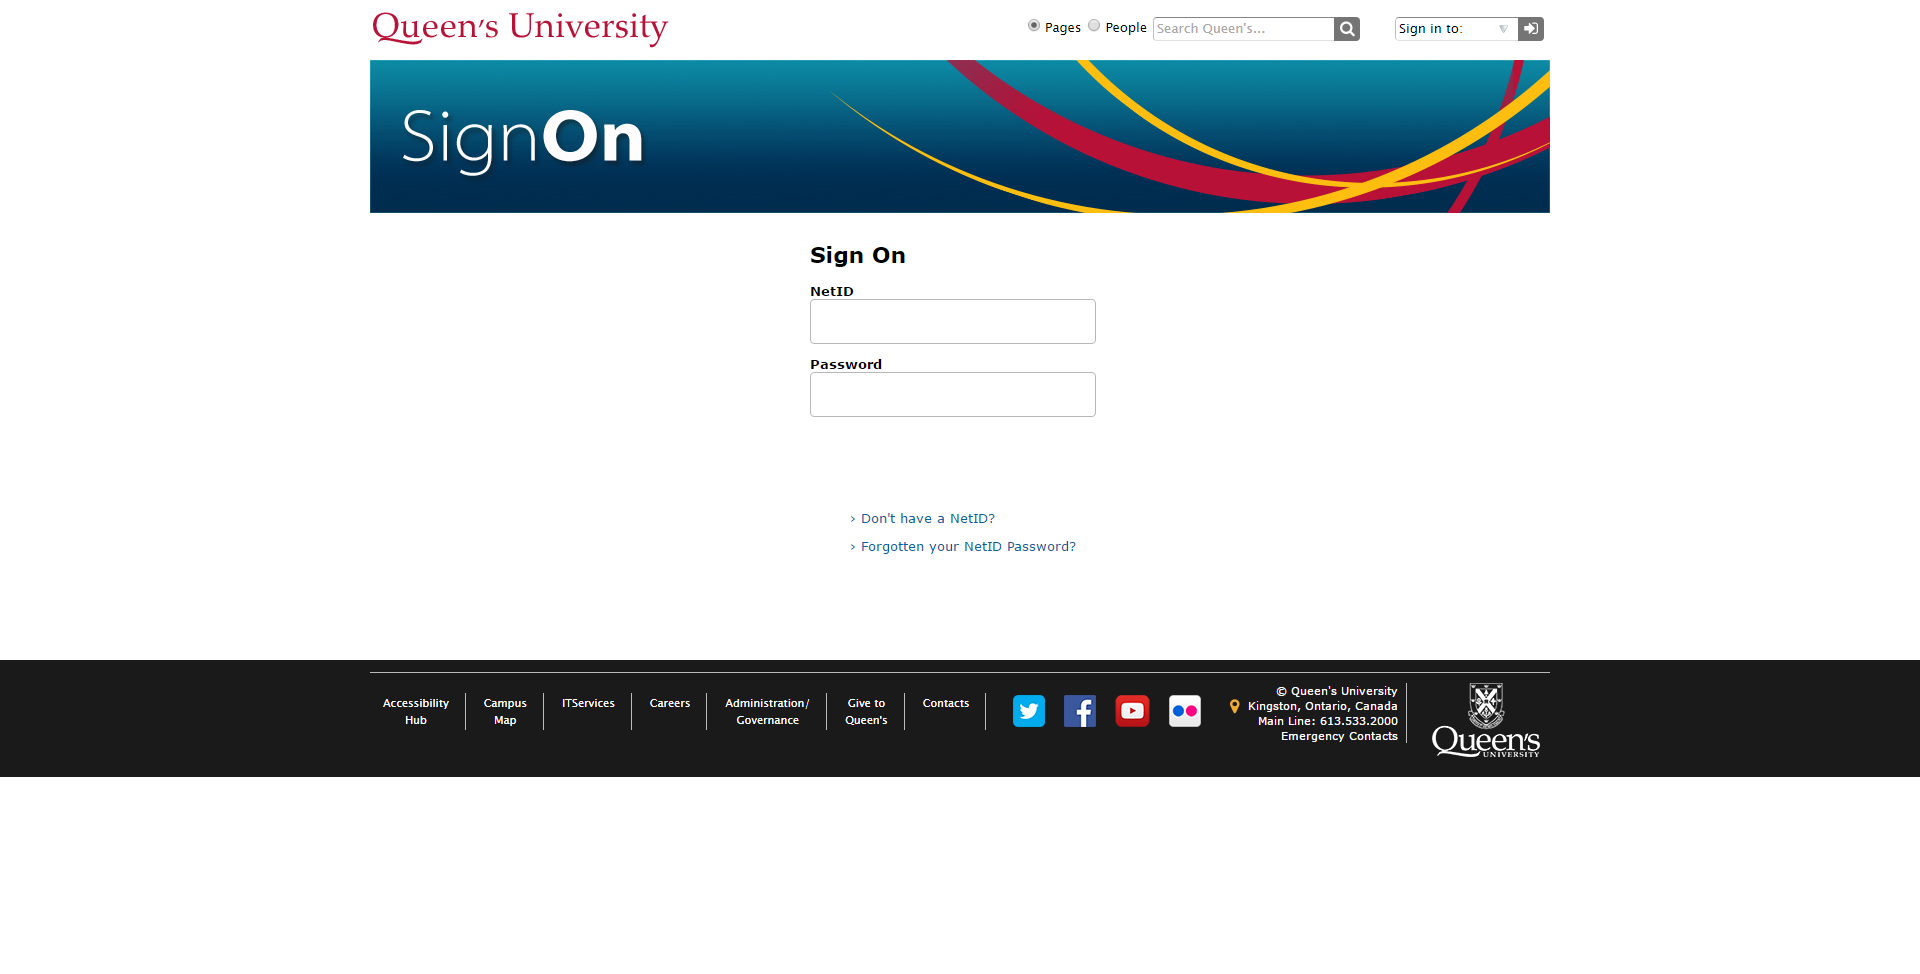 Queen's University
Pages People Search Queen's... Sign in to:
SignOn
Sign On
NetID
Password
› Don't have a NetID?
› Forgotten your NetID Password?
Accessibility Hub
Campus Map
ITServices
Careers
Administration/ Governance
Give to Queen's
Contacts
© Queen's University
Kingston, Ontario, Canada
Main Line: 613.533.2000
Emergency Contacts
Queen's
UNIVERSITY